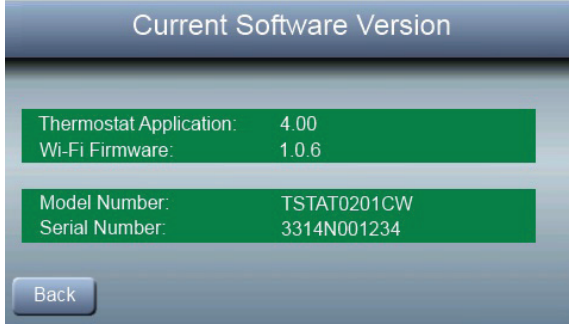 Current Software Version
Thermostat Application: 4.00
Wi-Fi Firmware: 1.0.6
Model Number: TSTAT0201CW
Serial Number: 3314N001234
Back